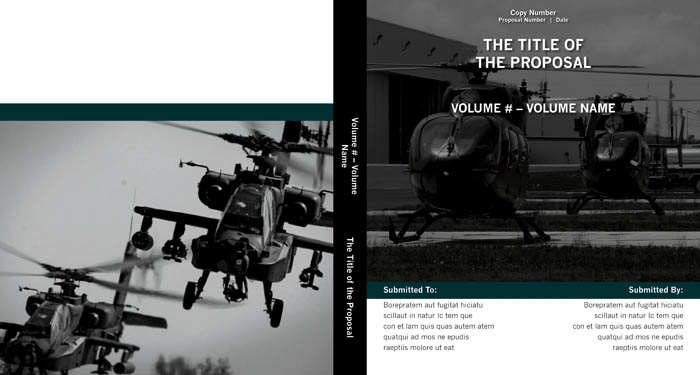 Volume # – Volume
Name
The Title of the Proposal
Copy Number
Proposal Number | Date
THE TITLE OF
THE PROPOSAL
VOLUME # – VOLUME NAME
Submitted To:
Borepratem aut fugitat hiciatu
scillaut in natur Ic tem que
con et lam quis quas autem atem
quatqui ad mos ne epudis
raeptiis molore ut eat
Submitted By:
Borepratem aut fugitat hiciatu
scillaut in natur Ic tem que
con et lam quis quas autem atem
quatqui ad mos ne epudis
raeptiis molore ut eat